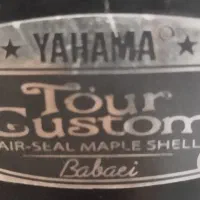 ★ YAHAMA ★
Tour
Custom
AIR-SEAL MAPLE SHELL
Babaei